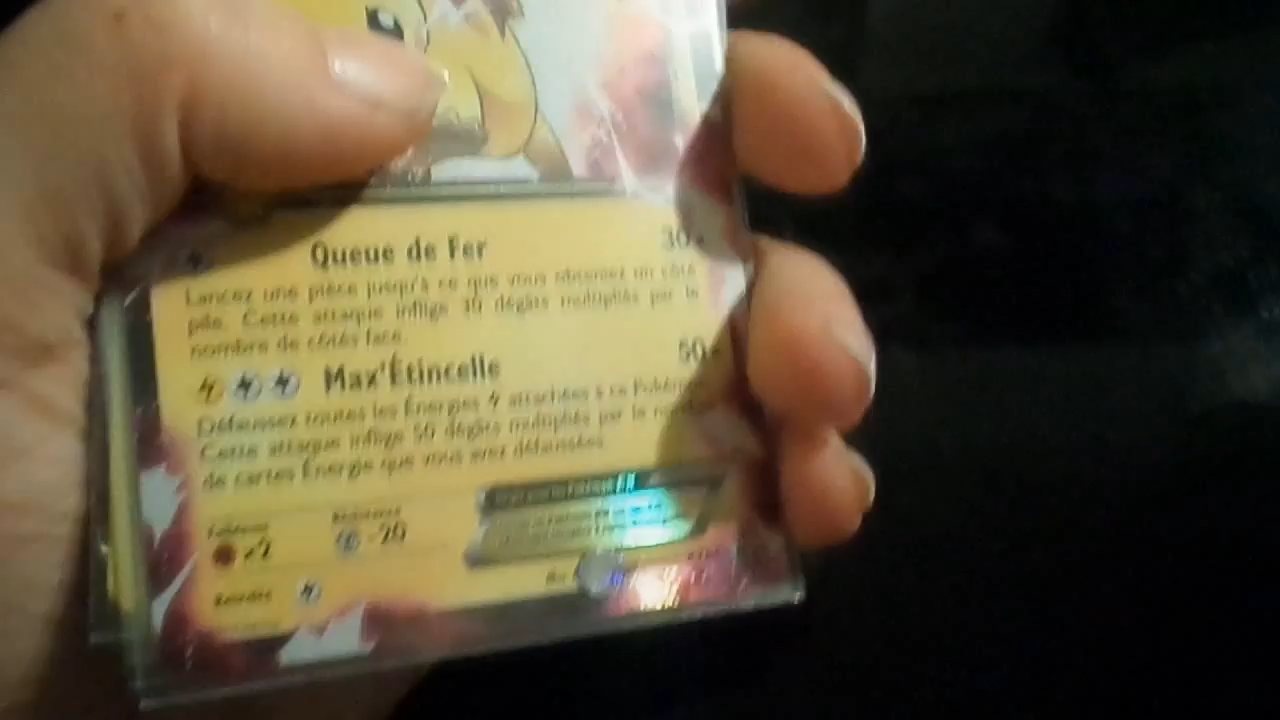 Queue de Fer 30
Lancez une pièce jusqu'à ce que vous obteniez un côté
pile. Cette attaque inflige 30 dégâts multipliés par le
nombre de côtés face.
Max'Étincelle 50
Défaussez toutes les Énergies attachées à ce Pokémon
Cette attaque inflige 50 dégâts multipliés par le
de cartes Énergie que vous avez défaussées.
Faiblesse Résistance
×2 -20
Retraite